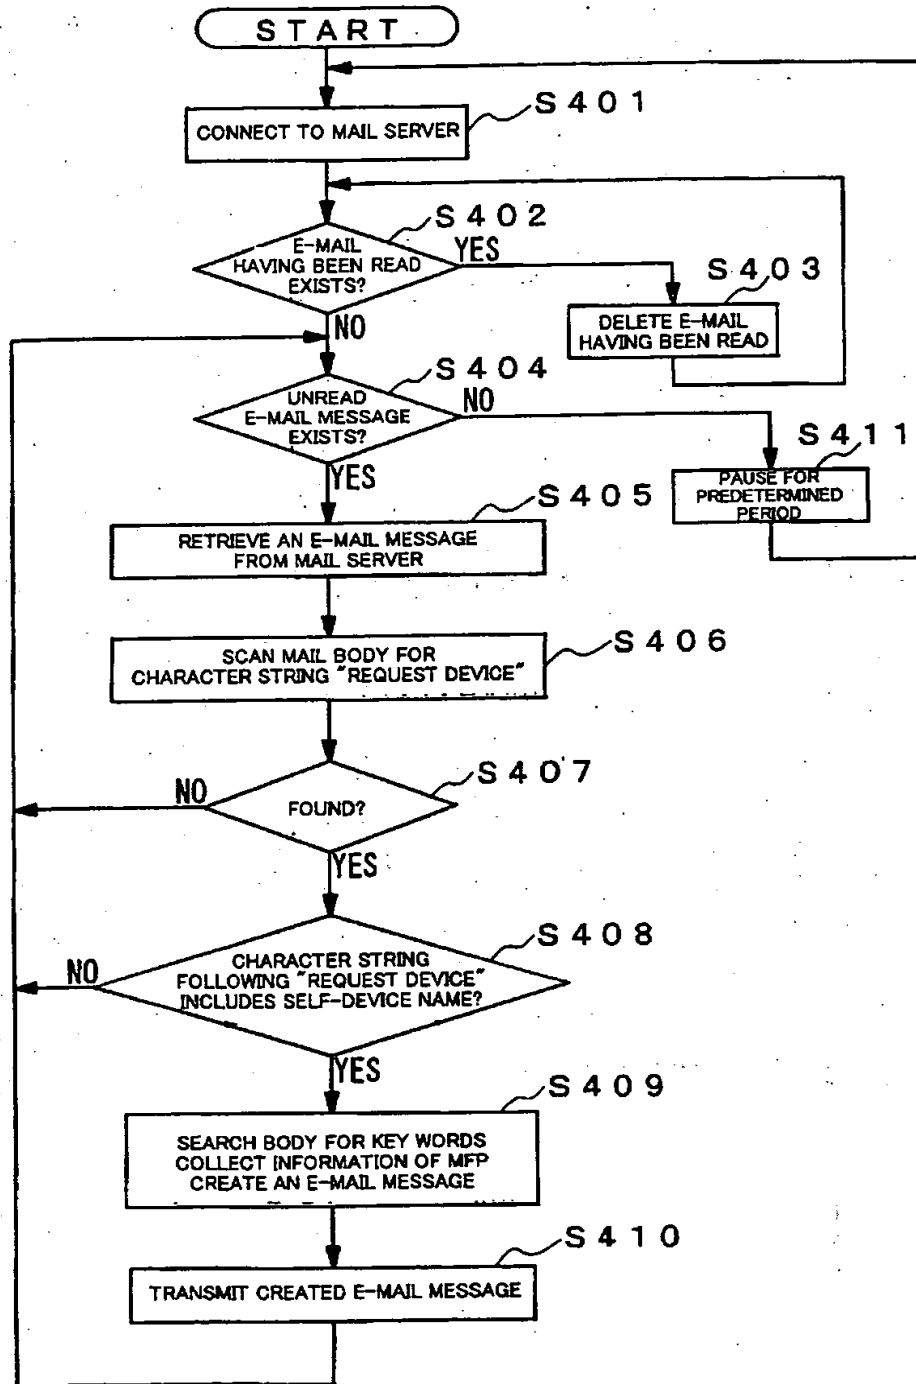 START
S401
CONNECT TO MAIL SERVER
S402
E-MAIL
HAVING BEEN READ
EXISTS?
YES
NO
S403
DELETE E-MAIL
HAVING BEEN READ
S404
UNREAD
E-MAIL MESSAGE
EXISTS?
NO
YES
S411
PAUSE FOR
PREDETERMINED
PERIOD
S405
RETRIEVE AN E-MAIL MESSAGE
FROM MAIL SERVER
S406
SCAN MAIL BODY FOR
CHARACTER STRING "REQUEST DEVICE"
S407
NO
FOUND?
YES
S408
NO
CHARACTER STRING
FOLLOWING "REQUEST DEVICE"
INCLUDES SELF-DEVICE NAME?
YES
S409
SEARCH BODY FOR KEY WORDS
COLLECT INFORMATION OF MFP
CREATE AN E-MAIL MESSAGE
S410
TRANSMIT CREATED E-MAIL MESSAGE